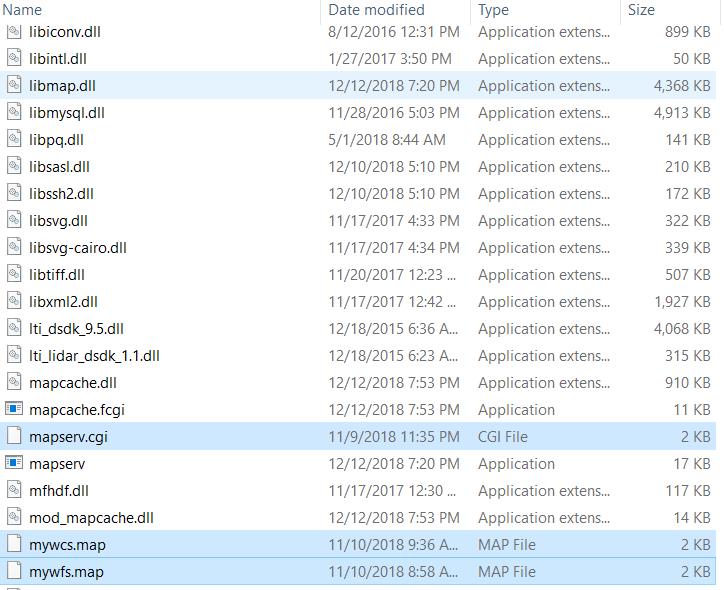 Name Date modified Type Size
libiconv.dll 8/12/2016 12:31 PM Application extens... 899 KB
libintl.dll 1/27/2017 3:50 PM Application extens... 50 KB
libmap.dll 12/12/2018 7:20 PM Application extens... 4,368 KB
libmysql.dll 11/28/2016 5:03 PM Application extens... 4,913 KB
libpq.dll 5/1/2018 8:44 AM Application extens... 141 KB
libsasl.dll 12/10/2018 5:10 PM Application extens... 210 KB
libssh2.dll 12/10/2018 5:10 PM Application extens... 172 KB
libsvg.dll 11/17/2017 4:33 PM Application extens... 322 KB
libsvg-cairo.dll 11/17/2017 4:34 PM Application extens... 339 KB
libtiff.dll 11/20/2017 12:23 ... Application extens... 507 KB
libxml2.dll 11/17/2017 12:42 ... Application extens... 1,927 KB
lti_dsdk_9.5.dll 12/18/2015 6:36 A... Application extens... 4,068 KB
lti_lidar_dsdk_1.1.dll 12/18/2015 6:23 A... Application extens... 315 KB
mapcache.dll 12/12/2018 7:53 PM Application extens... 910 KB
mapcache.fcgi 12/12/2018 7:53 PM Application 11 KB
mapserv.cgi 11/9/2018 11:35 PM CGI File 2 KB
mapserv 12/12/2018 7:20 PM Application 17 KB
mfhdf.dll 11/17/2017 12:30 ... Application extens... 117 KB
mod_mapcache.dll 12/12/2018 7:53 PM Application extens... 14 KB
mywcs.map 11/10/2018 9:36 A... MAP File 2 KB
mywfs.map 11/10/2018 8:58 A... MAP File 2 KB